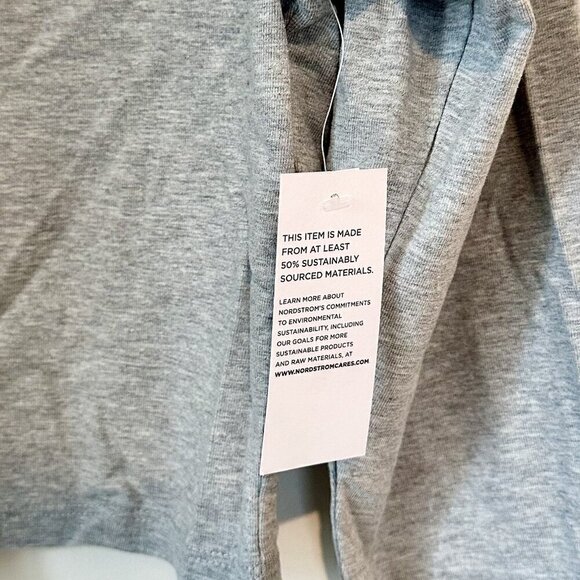 THIS ITEM IS MADE
FROM AT LEAST
50% SUSTAINABLY
SOURCED MATERIALS.
LEARN MORE ABOUT
NORDSTROM'S COMMITMENTS
TO ENVIRONMENTAL
SUSTAINABILITY, INCLUDING
OUR GOALS FOR MORE
SUSTAINABLE PRODUCTS
AND RAW MATERIALS, AT
WWW.NORDSTROMCARES.COM